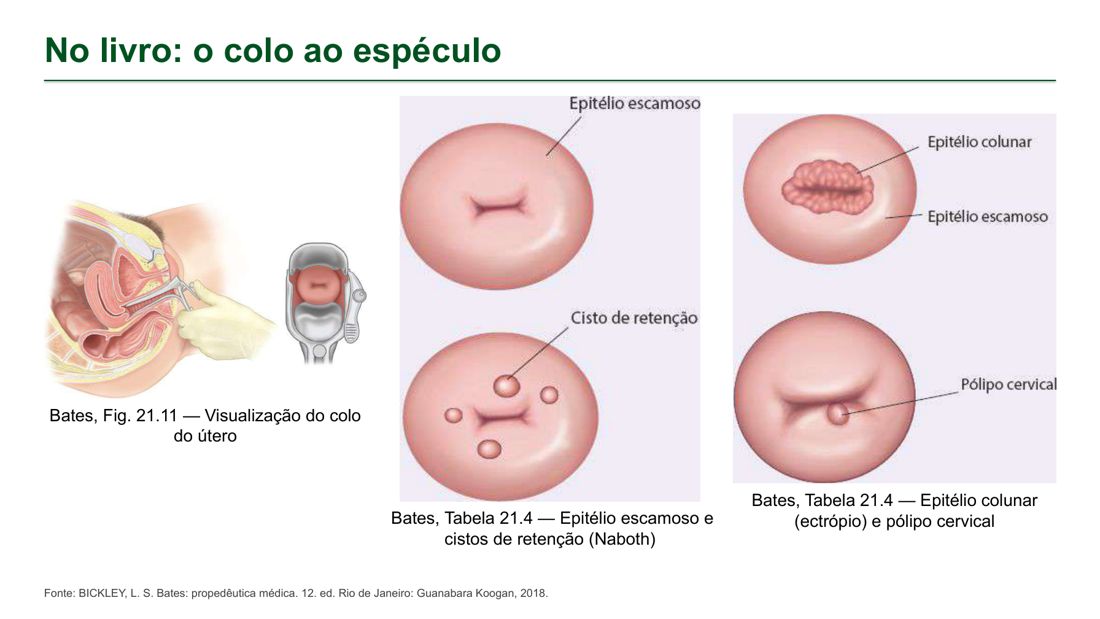 No livro: o colo ao espéculo
Bates, Fig. 21.11 — Visualização do colo
do útero
Epitélio escamoso
Cisto de retenção
Bates, Tabela 21.4 — Epitélio escamoso e
cistos de retenção (Naboth)
Epitélio colunar
Epitélio escamoso
Pólipo cervical
Bates, Tabela 21.4 — Epitélio colunar
(ectrópio) e pólipo cervical
Fonte: BICKLEY, L. S. Bates: propedêutica médica. 12. ed. Rio de Janeiro: Guanabara Koogan, 2018.